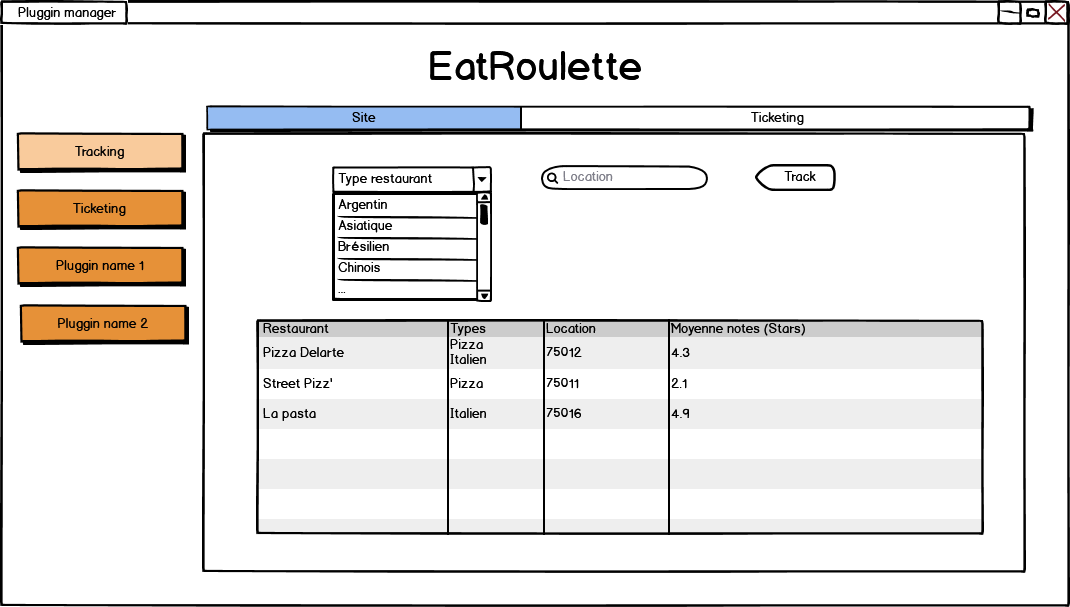 Pluggin manager
EatRoulette
Site
Ticketing
Tracking
Ticketing
Pluggin name 1
Pluggin name 2
Type restaurant
Location
Track
Argentin
Asiatique
Brésilien
Chinois
...
Restaurant Types Location Moyenne notes (Stars)
Pizza Delarte Pizza 75012 4.3
Italien
Street Pizz' Pizza 75011 2.1
La pasta Italien 75016 4.9